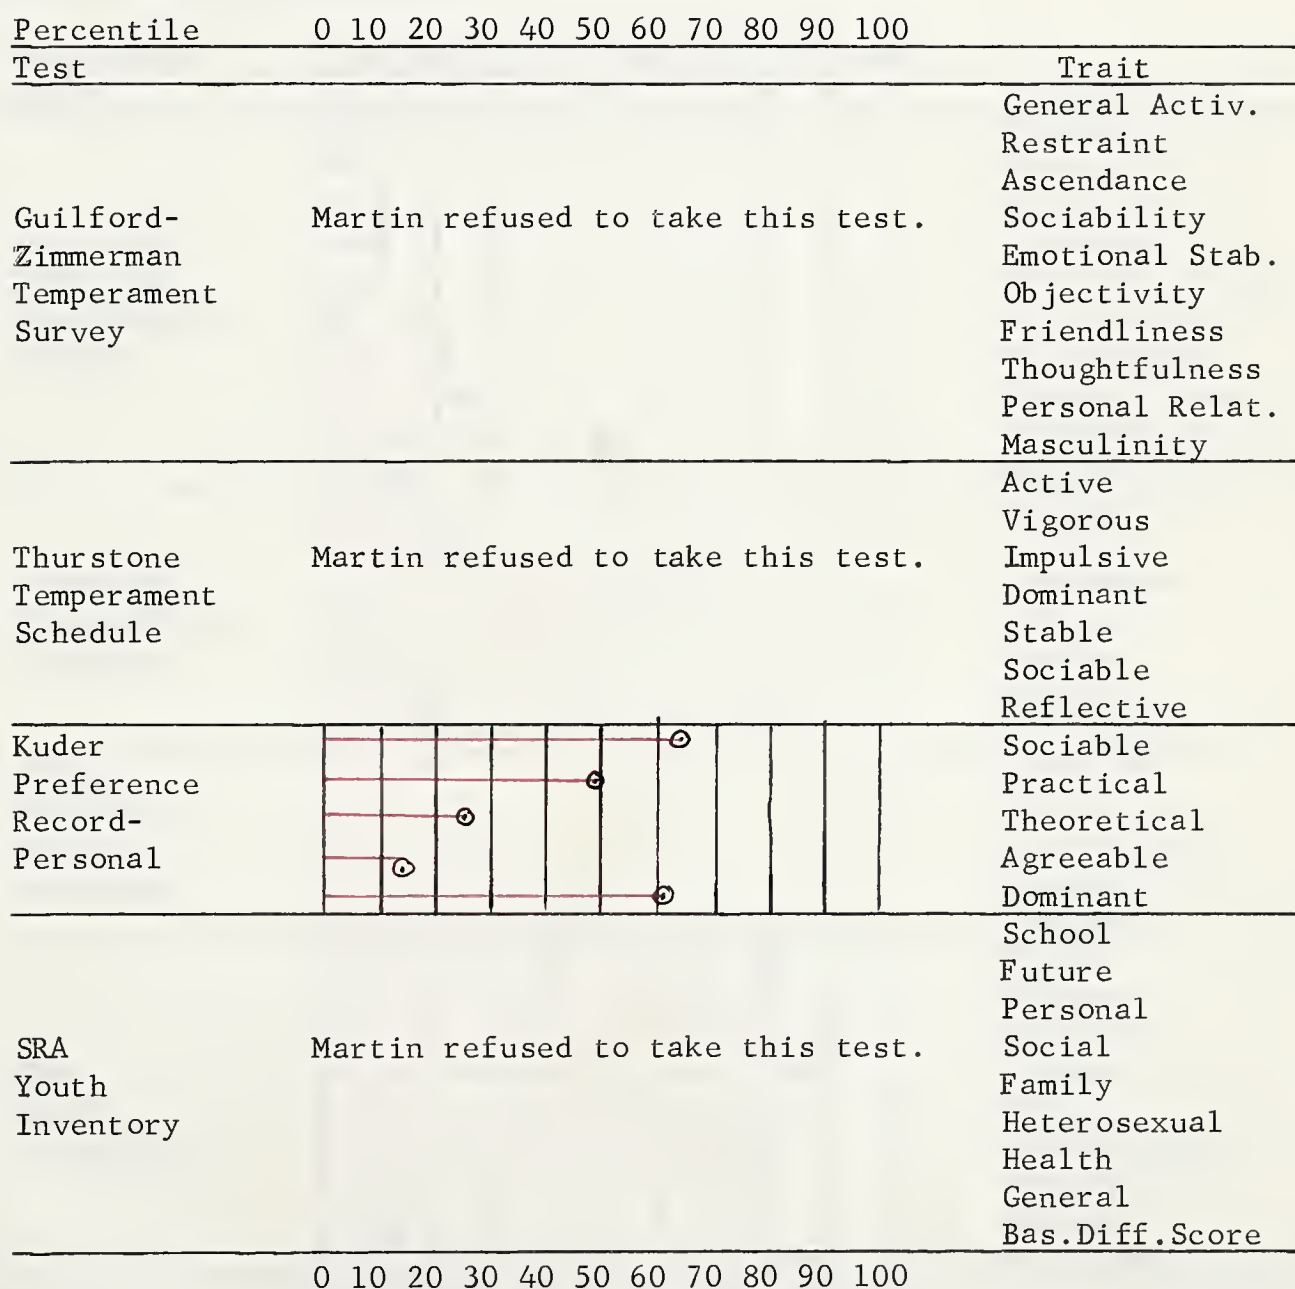 Percentile 0 10 20 30 40 50 60 70 80 90 100
Test Trait
General Activ.
Restraint
Ascendance
Guilford- Martin refused to take this test. Sociability
Zimmerman Emotional Stab.
Temperament Objectivity
Survey Friendliness
Thoughtfulness
Personal Relat.
Masculinity
Active
Vigorous
Thurstone Martin refused to take this test. Impulsive
Temperament Dominant
Schedule Stable
Sociable
Reflective
Kuder Sociable
Preference Practical
Record- Theoretical
Personal Agreeable
Dominant
School
Future
Personal
SRA Martin refused to take this test. Social
Youth Family
Inventory Heterosexual
Health
General
Bas.Diff.Score
0 10 20 30 40 50 60 70 80 90 100